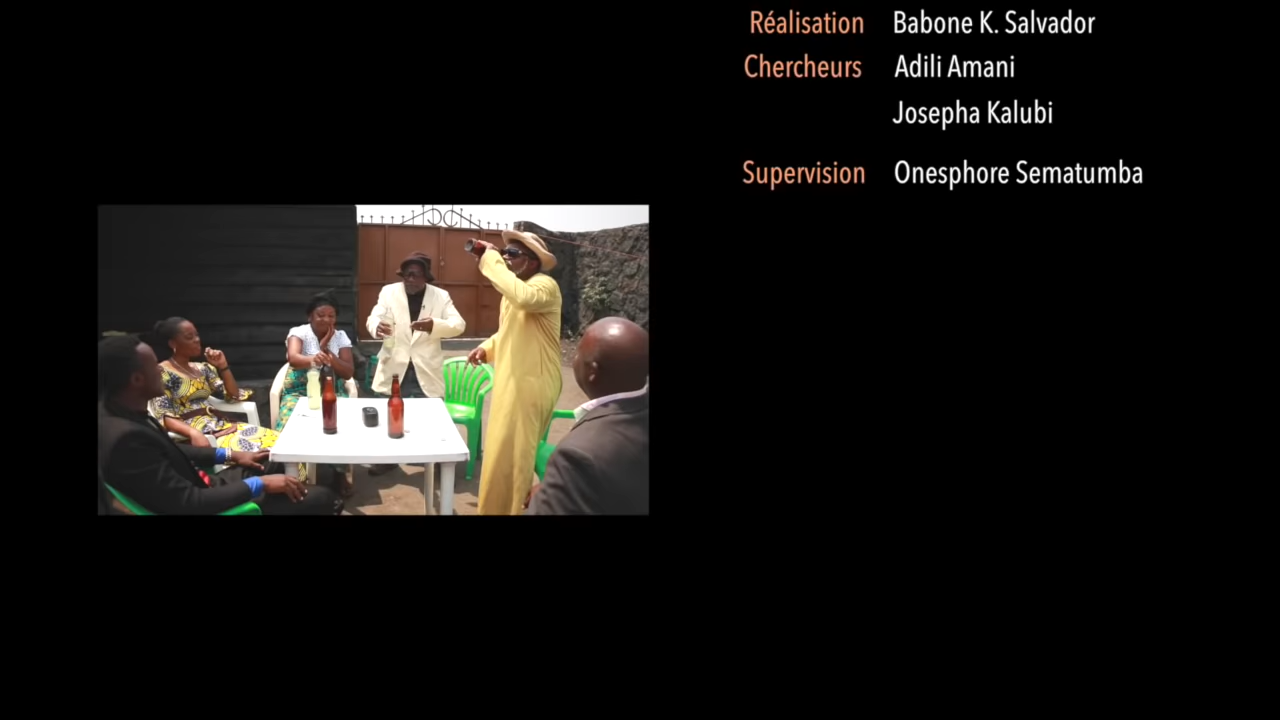 Réalisation Babone K. Salvador
Chercheurs Adili Amani
Josepha Kalubi
Supervision Onesphore Sematumba